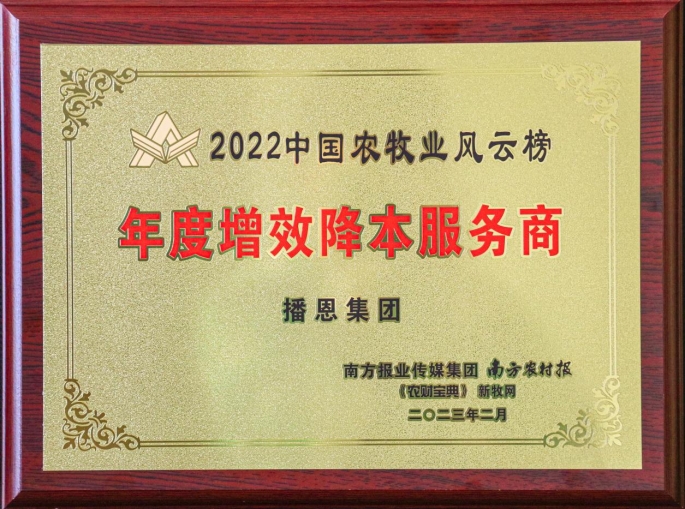 2022中国农牧业风云榜
年度增效降本服务商
播恩集团
南方报业传媒集团 南方农村报
《农财宝典》 新牧网
二〇二三年二月